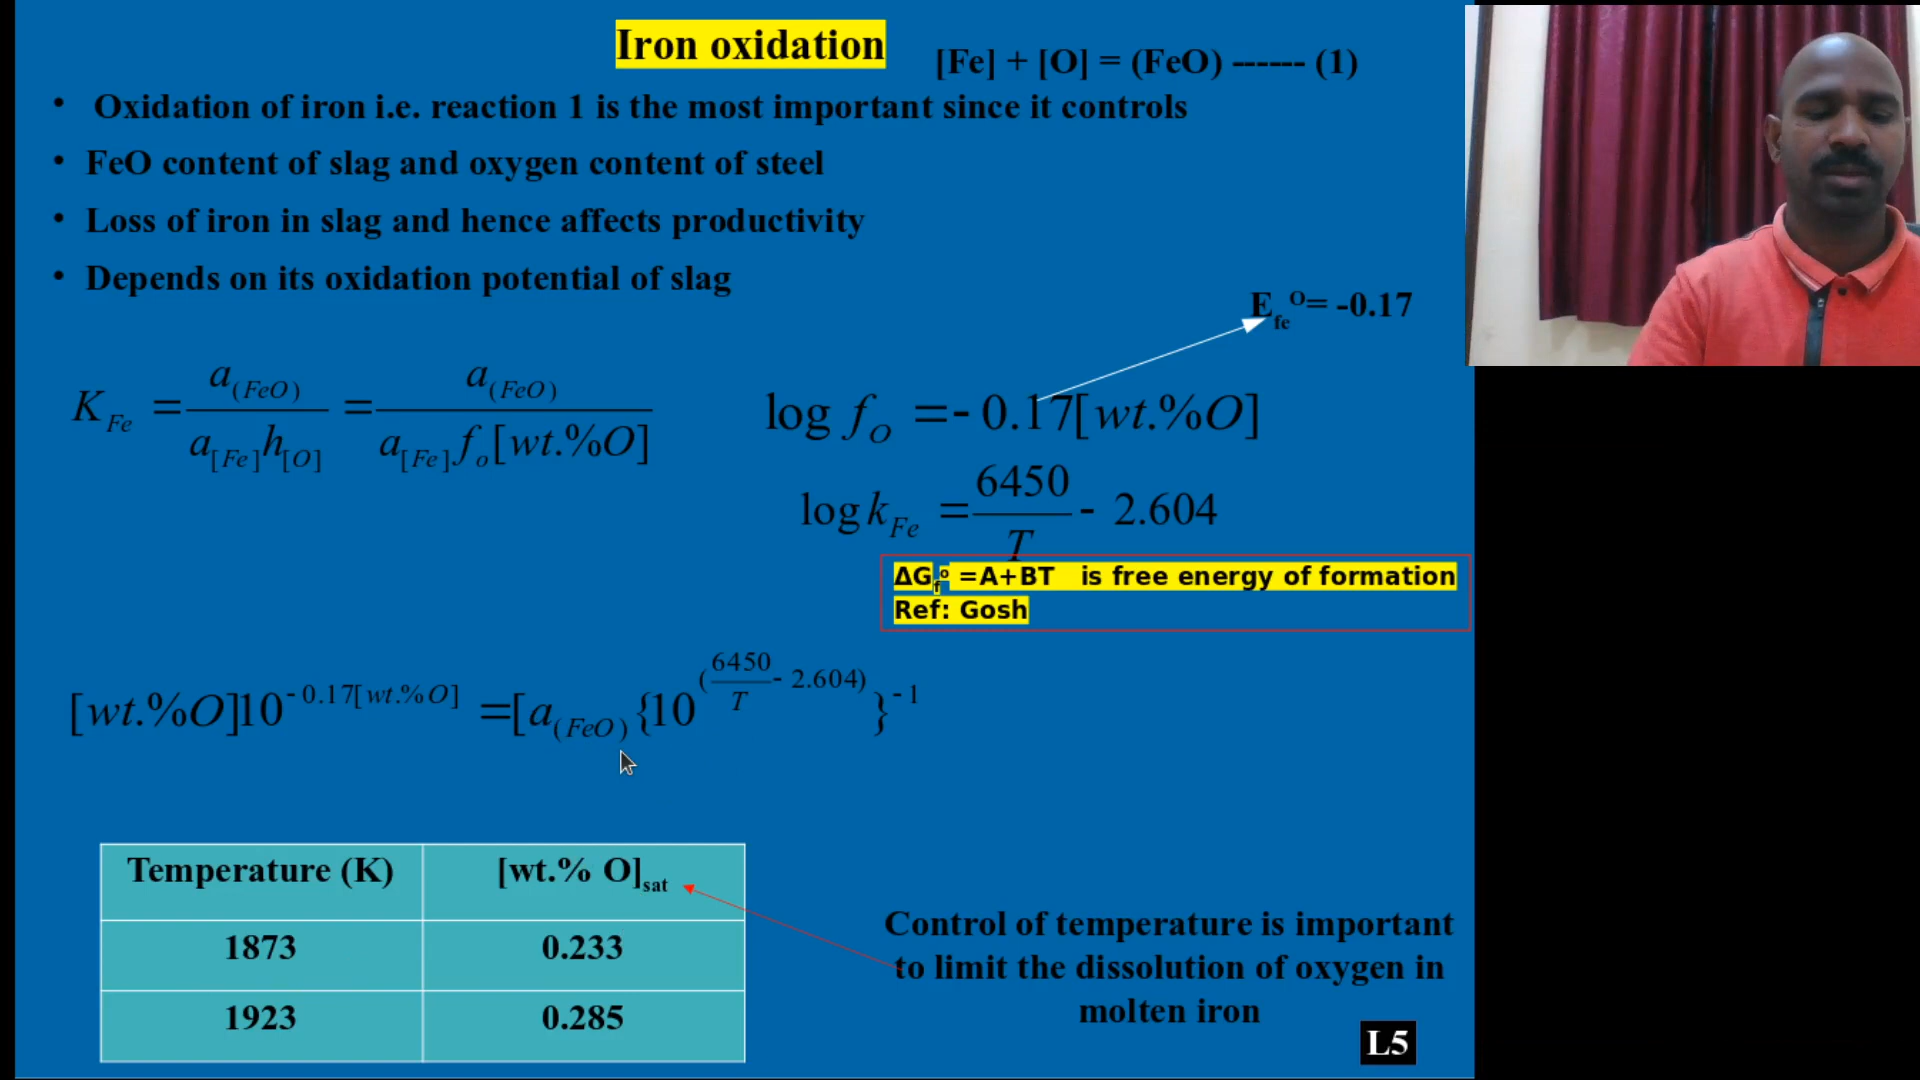 Iron oxidation
[Fe] + [O] = (FeO) ------ (1)
• Oxidation of iron i.e. reaction 1 is the most important since it controls
• FeO content of slag and oxygen content of steel
• Loss of iron in slag and hence affects productivity
• Depends on its oxidation potential of slag
E_fe^O= -0.17
K_Fe = a_(FeO) / a_[Fe] h_[O] = a_(FeO) / a_[Fe] f_o [wt.%O]
log f_O = - 0.17[wt.%O]
log k_Fe = 6450/T - 2.604
ΔG_f^o =A+BT is free energy of formation
Ref: Gosh
[wt.%O]10^(-0.17[wt.%O]) = [a_(FeO) {10^(6450/T - 2.604)}^-1
Temperature (K) [wt.% O]_sat
1873 0.233
1923 0.285
Control of temperature is important
to limit the dissolution of oxygen in
molten iron
L5